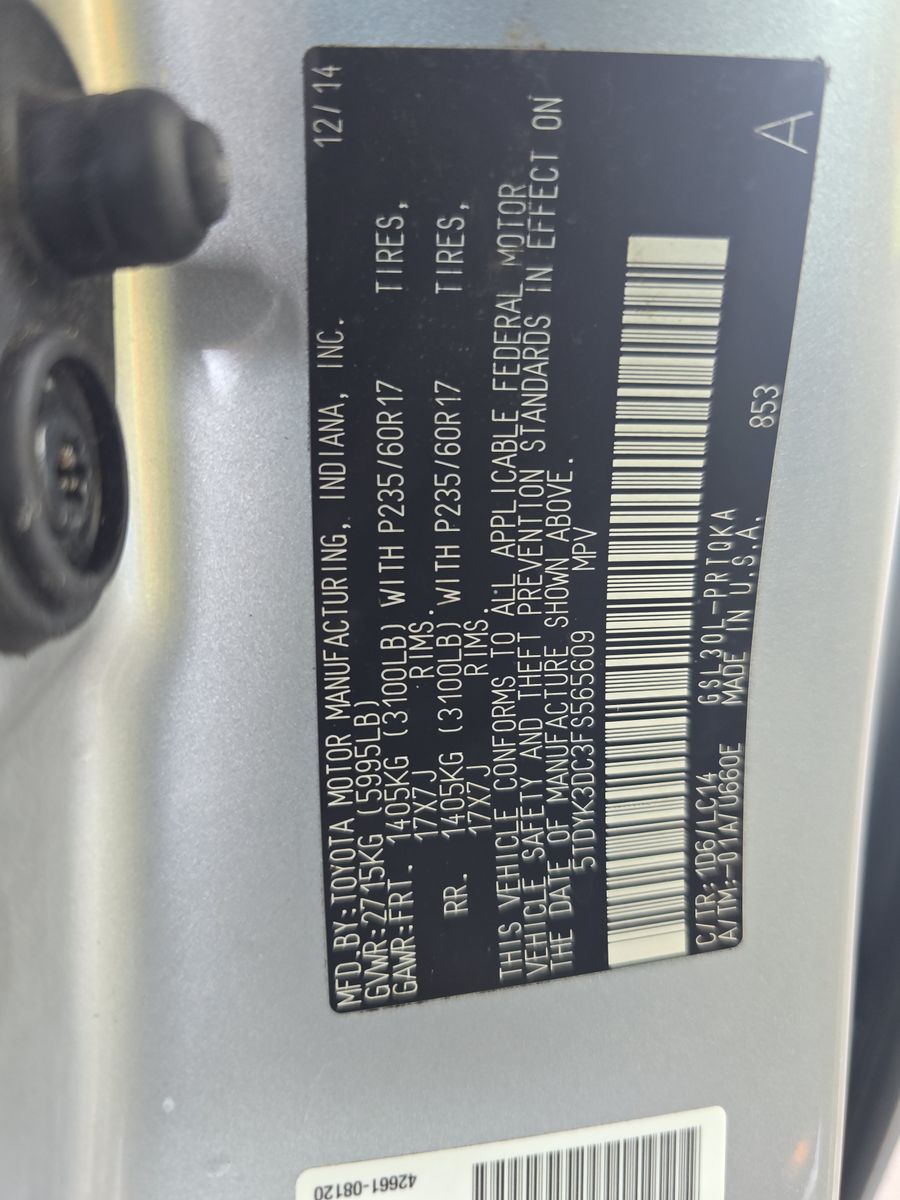 MFD.BY:TOYOTA MOTOR MANUFACTURING, INDIANA, INC. 12/14
GVWR:2715KG (5995LB)
GAWR:FRT. 1405KG (3100LB) WITH P235/60R17 TIRES,
17X7J RIMS.
RR. 1405KG (3100LB) WITH P235/60R17 TIRES,
17X7J RIMS.
THIS VEHICLE CONFORMS TO ALL APPLICABLE FEDERAL MOTOR
VEHICLE SAFETY AND THEFT PREVENTION STANDARDS IN EFFECT ON
THE DATE OF MANUFACTURE SHOWN ABOVE.
5TDYK3DC3FS565609 MPV
C/TR: 1D6/LC14 GSL30L-PRTQKA
A/TM:-01A/U660E MADE IN U.S.A. 853
A
42661-08120